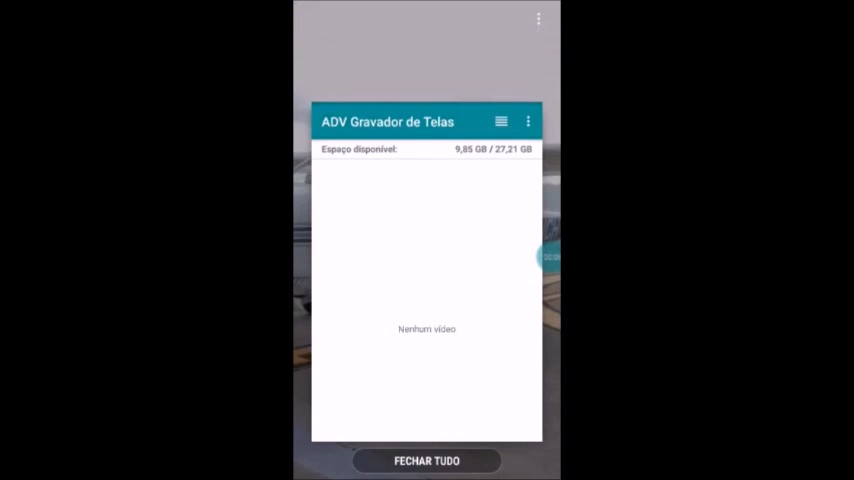 ADV Gravador de Telas
Espaço disponível: 9,85 GB / 27,21 GB
Nenhum vídeo
FECHAR TUDO